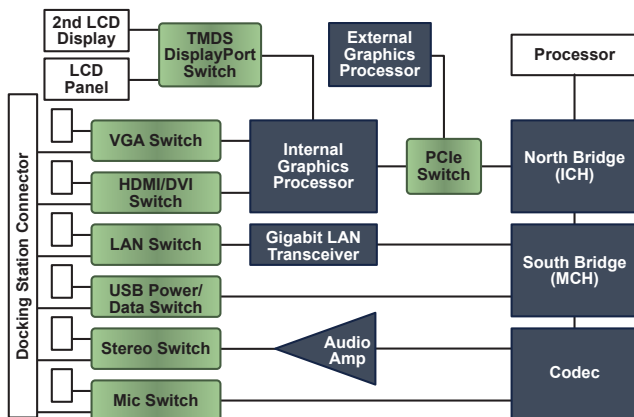 2nd LCD
Display
LCD
Panel
TMDS
DisplayPort
Switch
External
Graphics
Processor
Processor
Docking Station Connector
VGA Switch
HDMI/DVI
Switch
Internal
Graphics
Processor
PCIe
Switch
North Bridge
(ICH)
LAN Switch
Gigabit LAN
Transceiver
South Bridge
(MCH)
USB Power/
Data Switch
Stereo Switch
Audio
Amp
Codec
Mic Switch